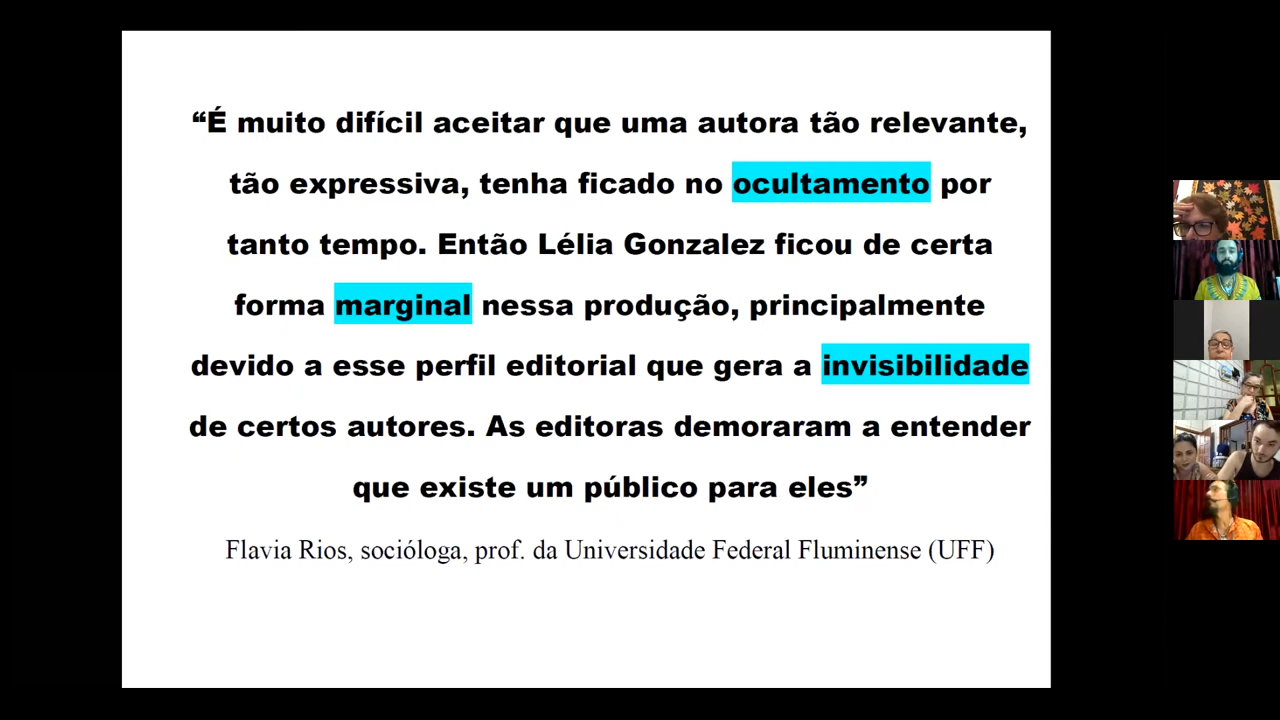 “É muito difícil aceitar que uma autora tão relevante,
tão expressiva, tenha ficado no ocultamento por
tanto tempo. Então Lélia Gonzalez ficou de certa
forma marginal nessa produção, principalmente
devido a esse perfil editorial que gera a invisibilidade
de certos autores. As editoras demoraram a entender
que existe um público para eles”
Flavia Rios, socióloga, prof. da Universidade Federal Fluminense (UFF)